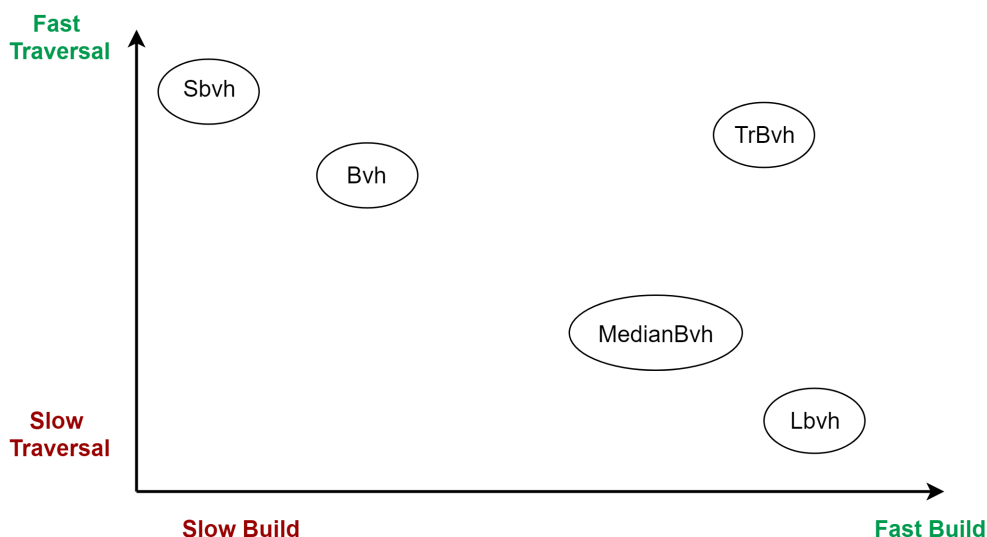 Fast
Traversal
Sbvh
TrBvh
Bvh
MedianBvh
Slow
Traversal
Lbvh
Slow Build
Fast Build